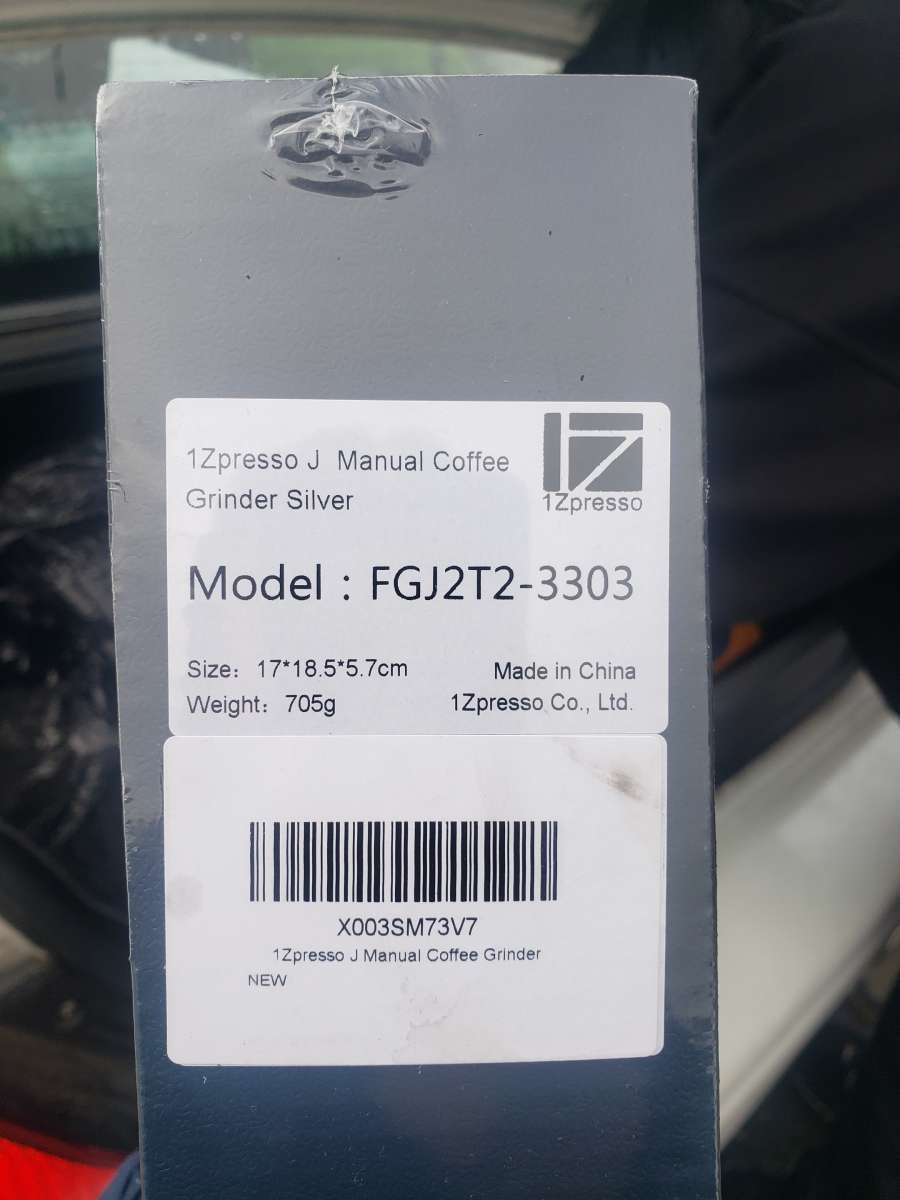 1Zpresso J Manual Coffee
Grinder Silver
1Zpresso
Model : FGJ2T2-3303
Size: 17*18.5*5.7cm
Made in China
Weight: 705g
1Zpresso Co., Ltd.
X003SM73V7
1Zpresso J Manual Coffee Grinder
NEW